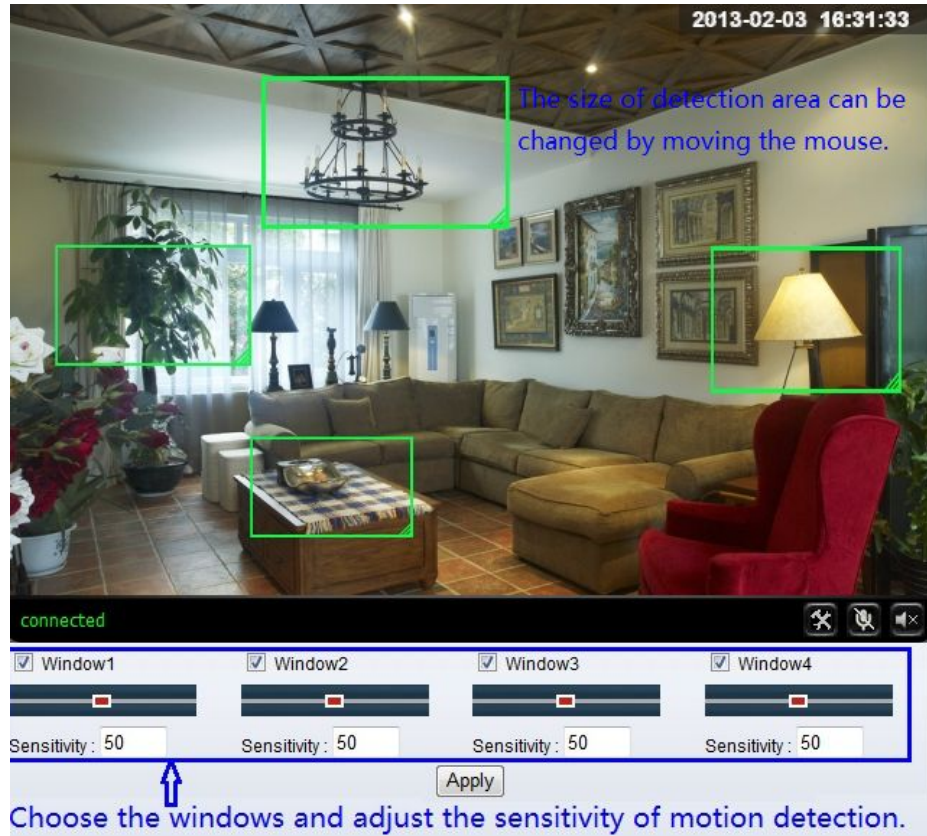 2013-02-03 16:31:33
The size of detection area can be
changed by moving the mouse.
connected
Window1 Window2 Window3 Window4
Sensitivity : 50 Sensitivity : 50 Sensitivity : 50 Sensitivity : 50
Apply
Choose the windows and adjust the sensitivity of motion detection.